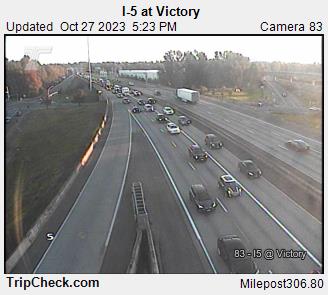 I-5 at Victory
Updated Oct 27 2023 5:23 PM Camera 83
83 - I5 @ Victory
TripCheck.com Milepost306.80